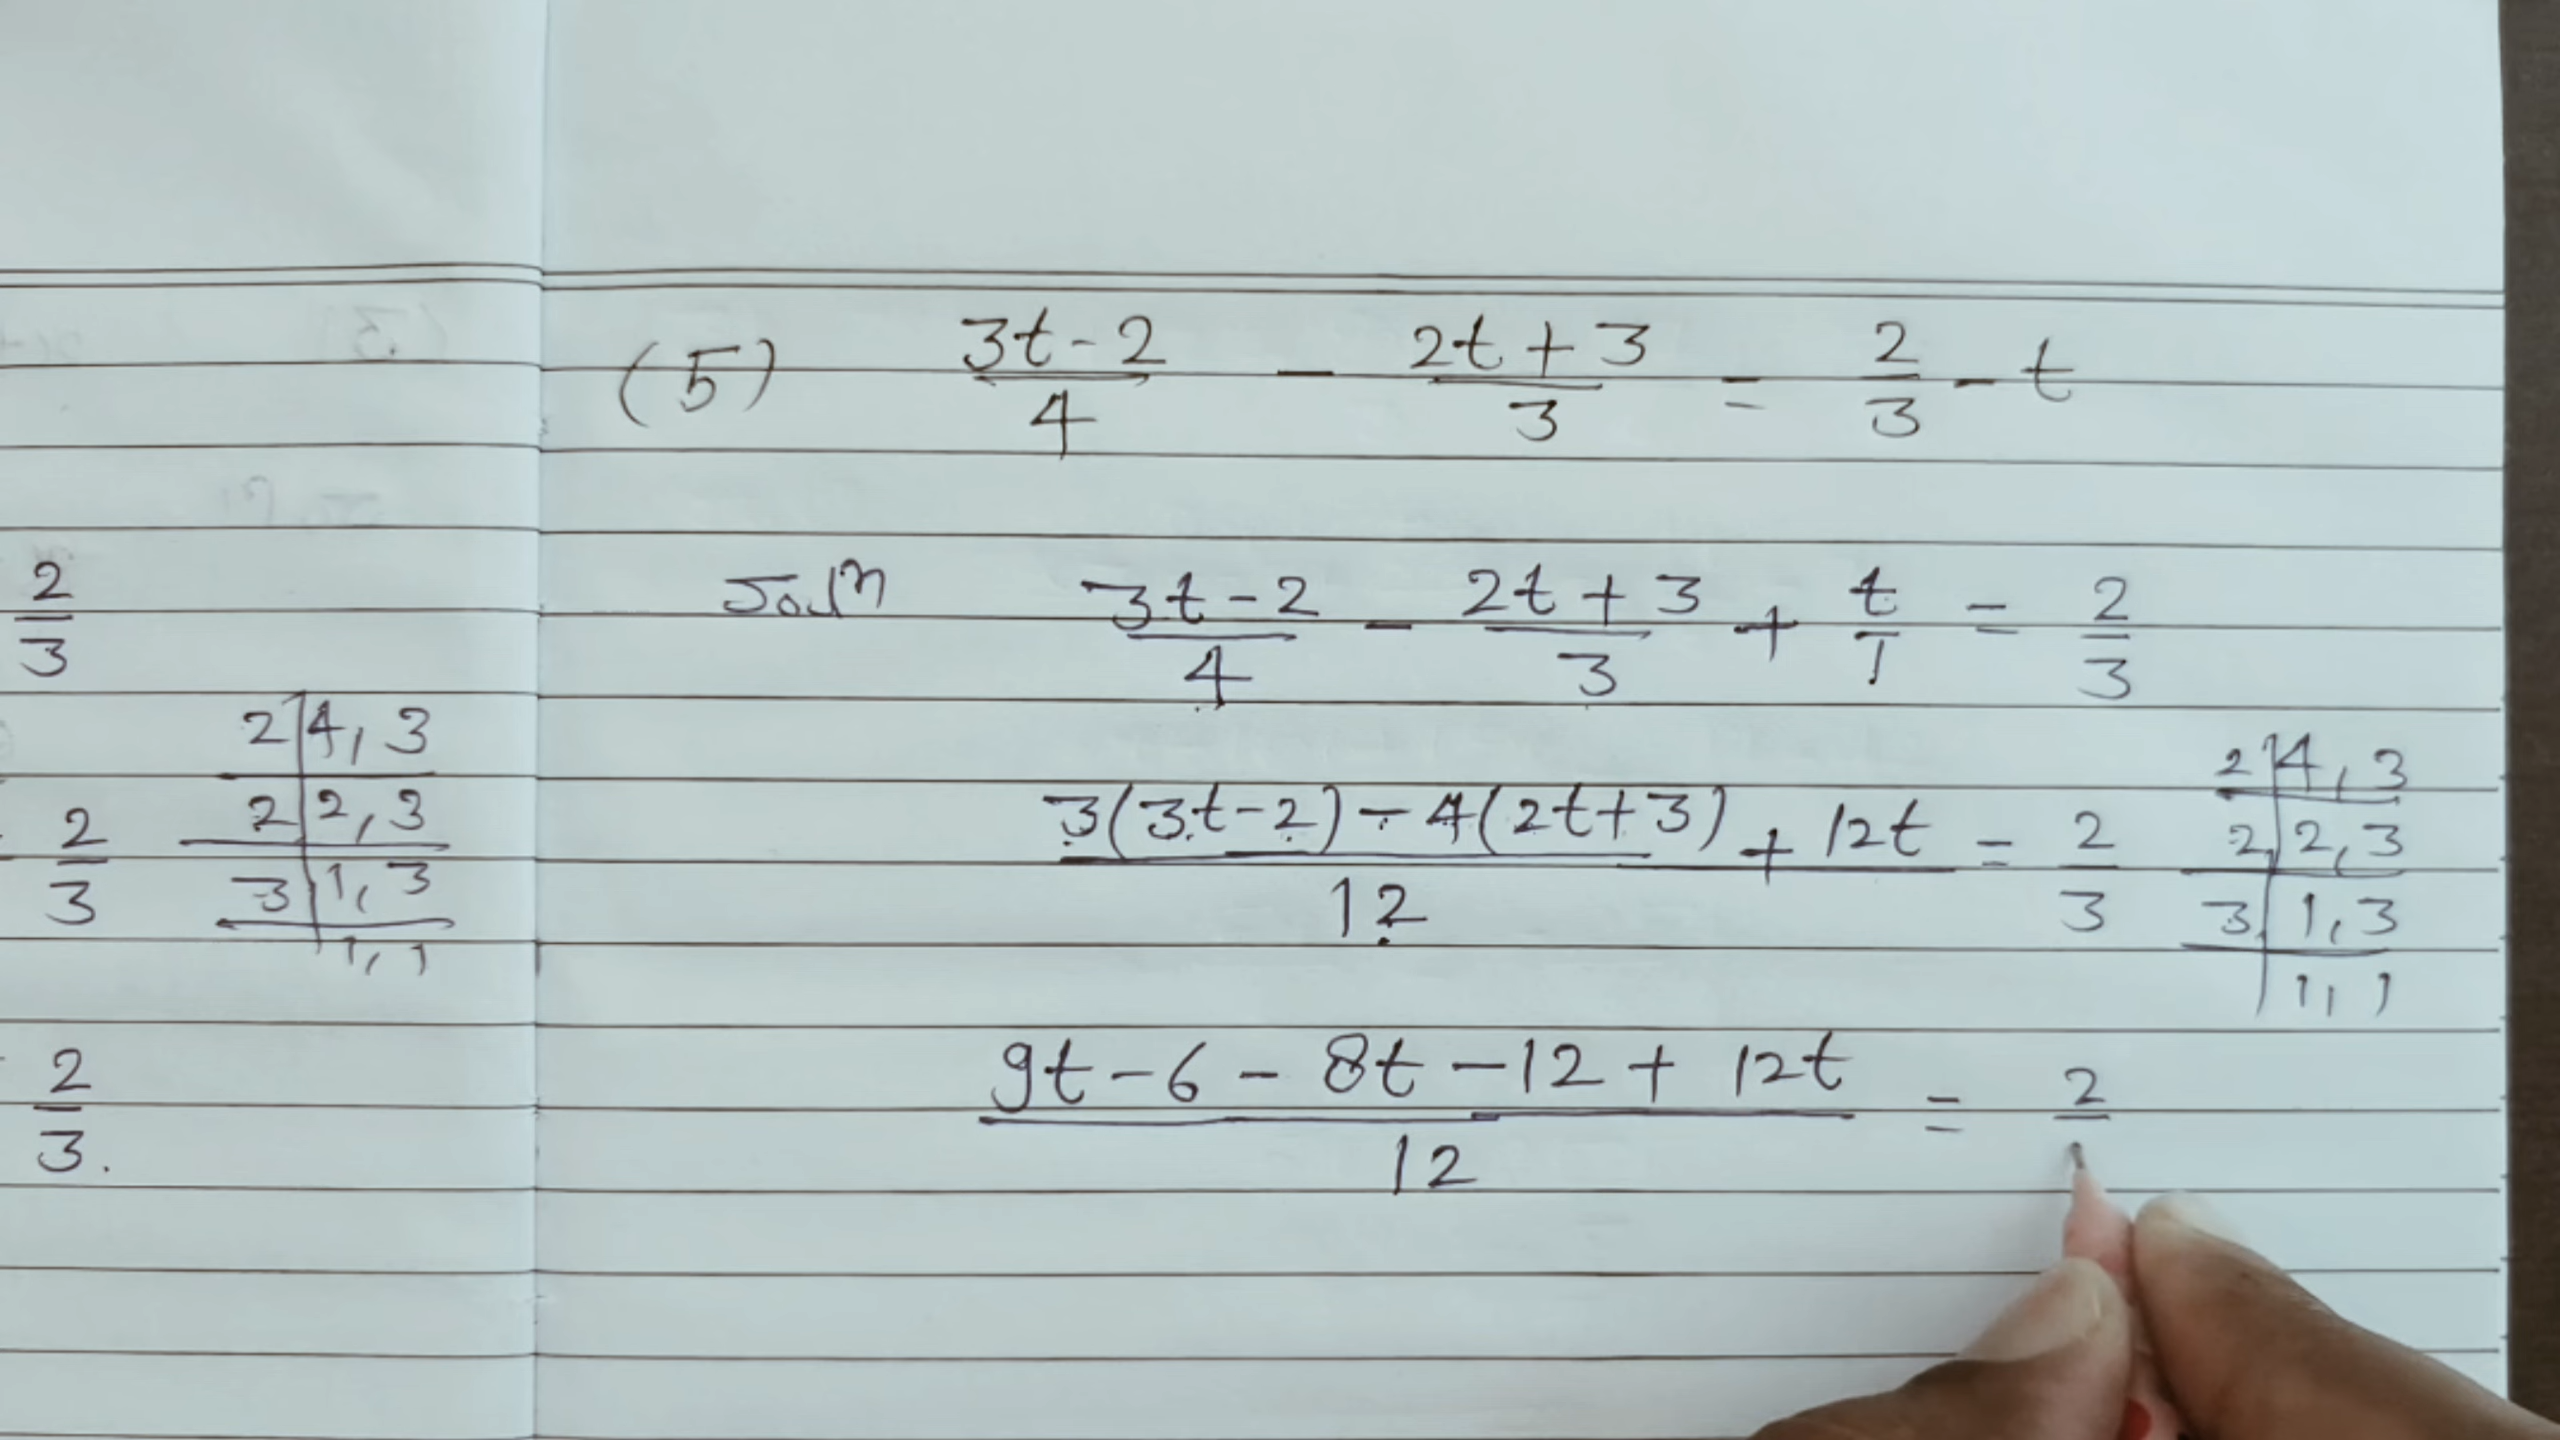 (5) (3t-2)/4 - (2t+3)/3 = 2/3 - t
Soln (3t-2)/4 - (2t+3)/3 + t/1 = 2/3
(3(3t-2) - 4(2t+3) + 12t)/12 = 2/3
(9t-6-8t-12+12t)/12 = 2/
2|4,3
2|2,3
3|1,3
1,1
2/3
2/3
2/3.
2|4,3
2|2,3
3|1,3
1,1